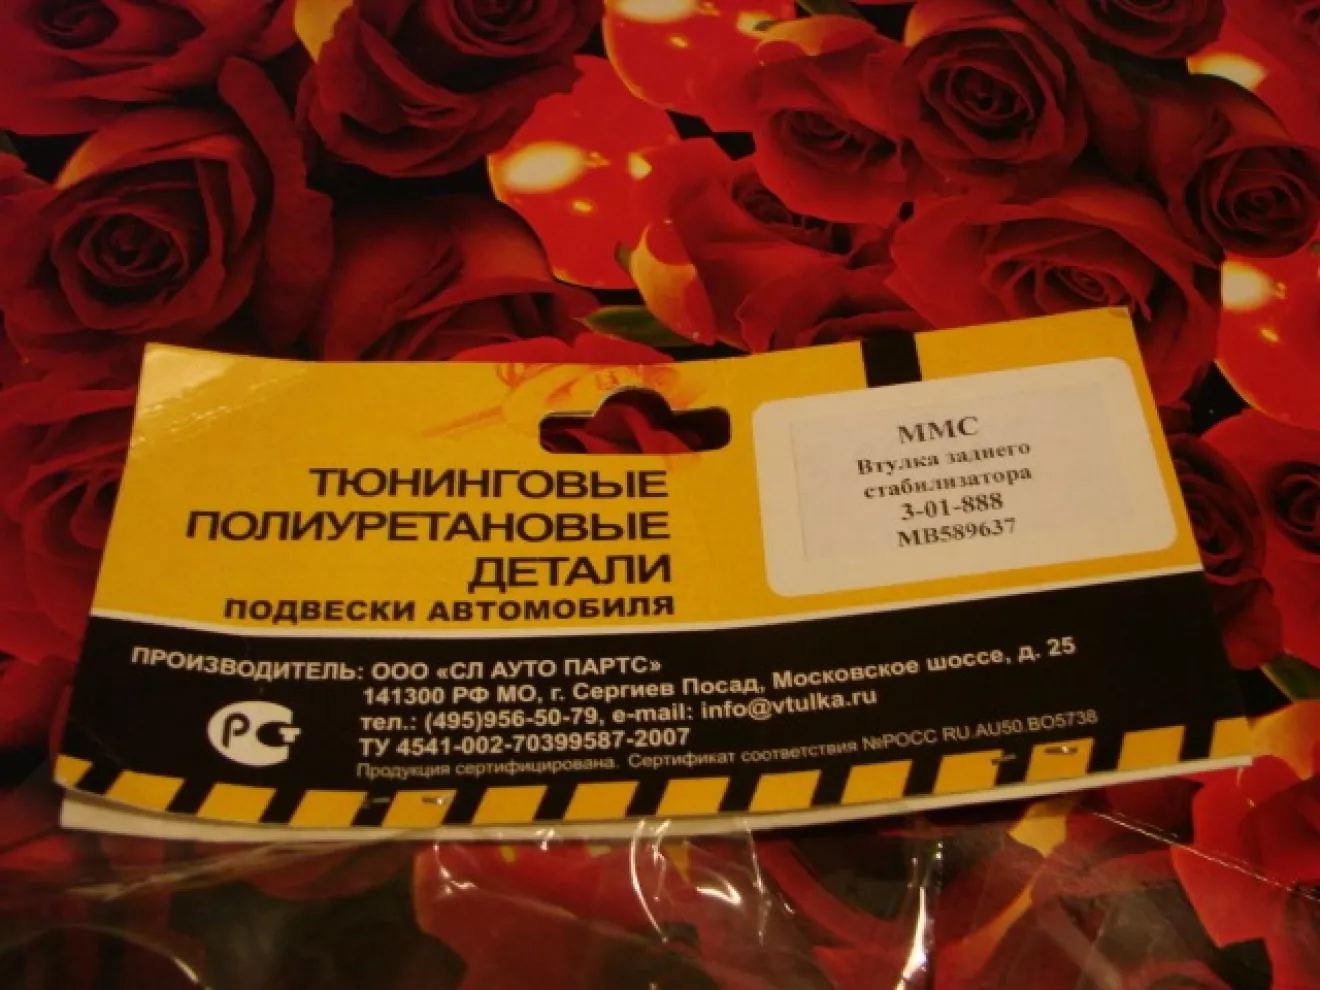 ТЮНИНГОВЫЕ
ПОЛИУРЕТАНОВЫЕ
ДЕТАЛИ
ПОДВЕСКИ АВТОМОБИЛЯ
ММС
Втулка заднего
стабилизатора
3-01-888
МВ589637
ПРОИЗВОДИТЕЛЬ: ООО «СЛ АУТО ПАРТС»
141300 РФ МО, г. Сергиев Посад, Московское шоссе, д. 25
тел.: (495)956-50-79, e-mail: info@vtulka.ru
ТУ 4541-002-70399587-2007
Продукция сертифицирована. Сертификат соответствия №РОСС RU.AU50.BO5738
РСТ